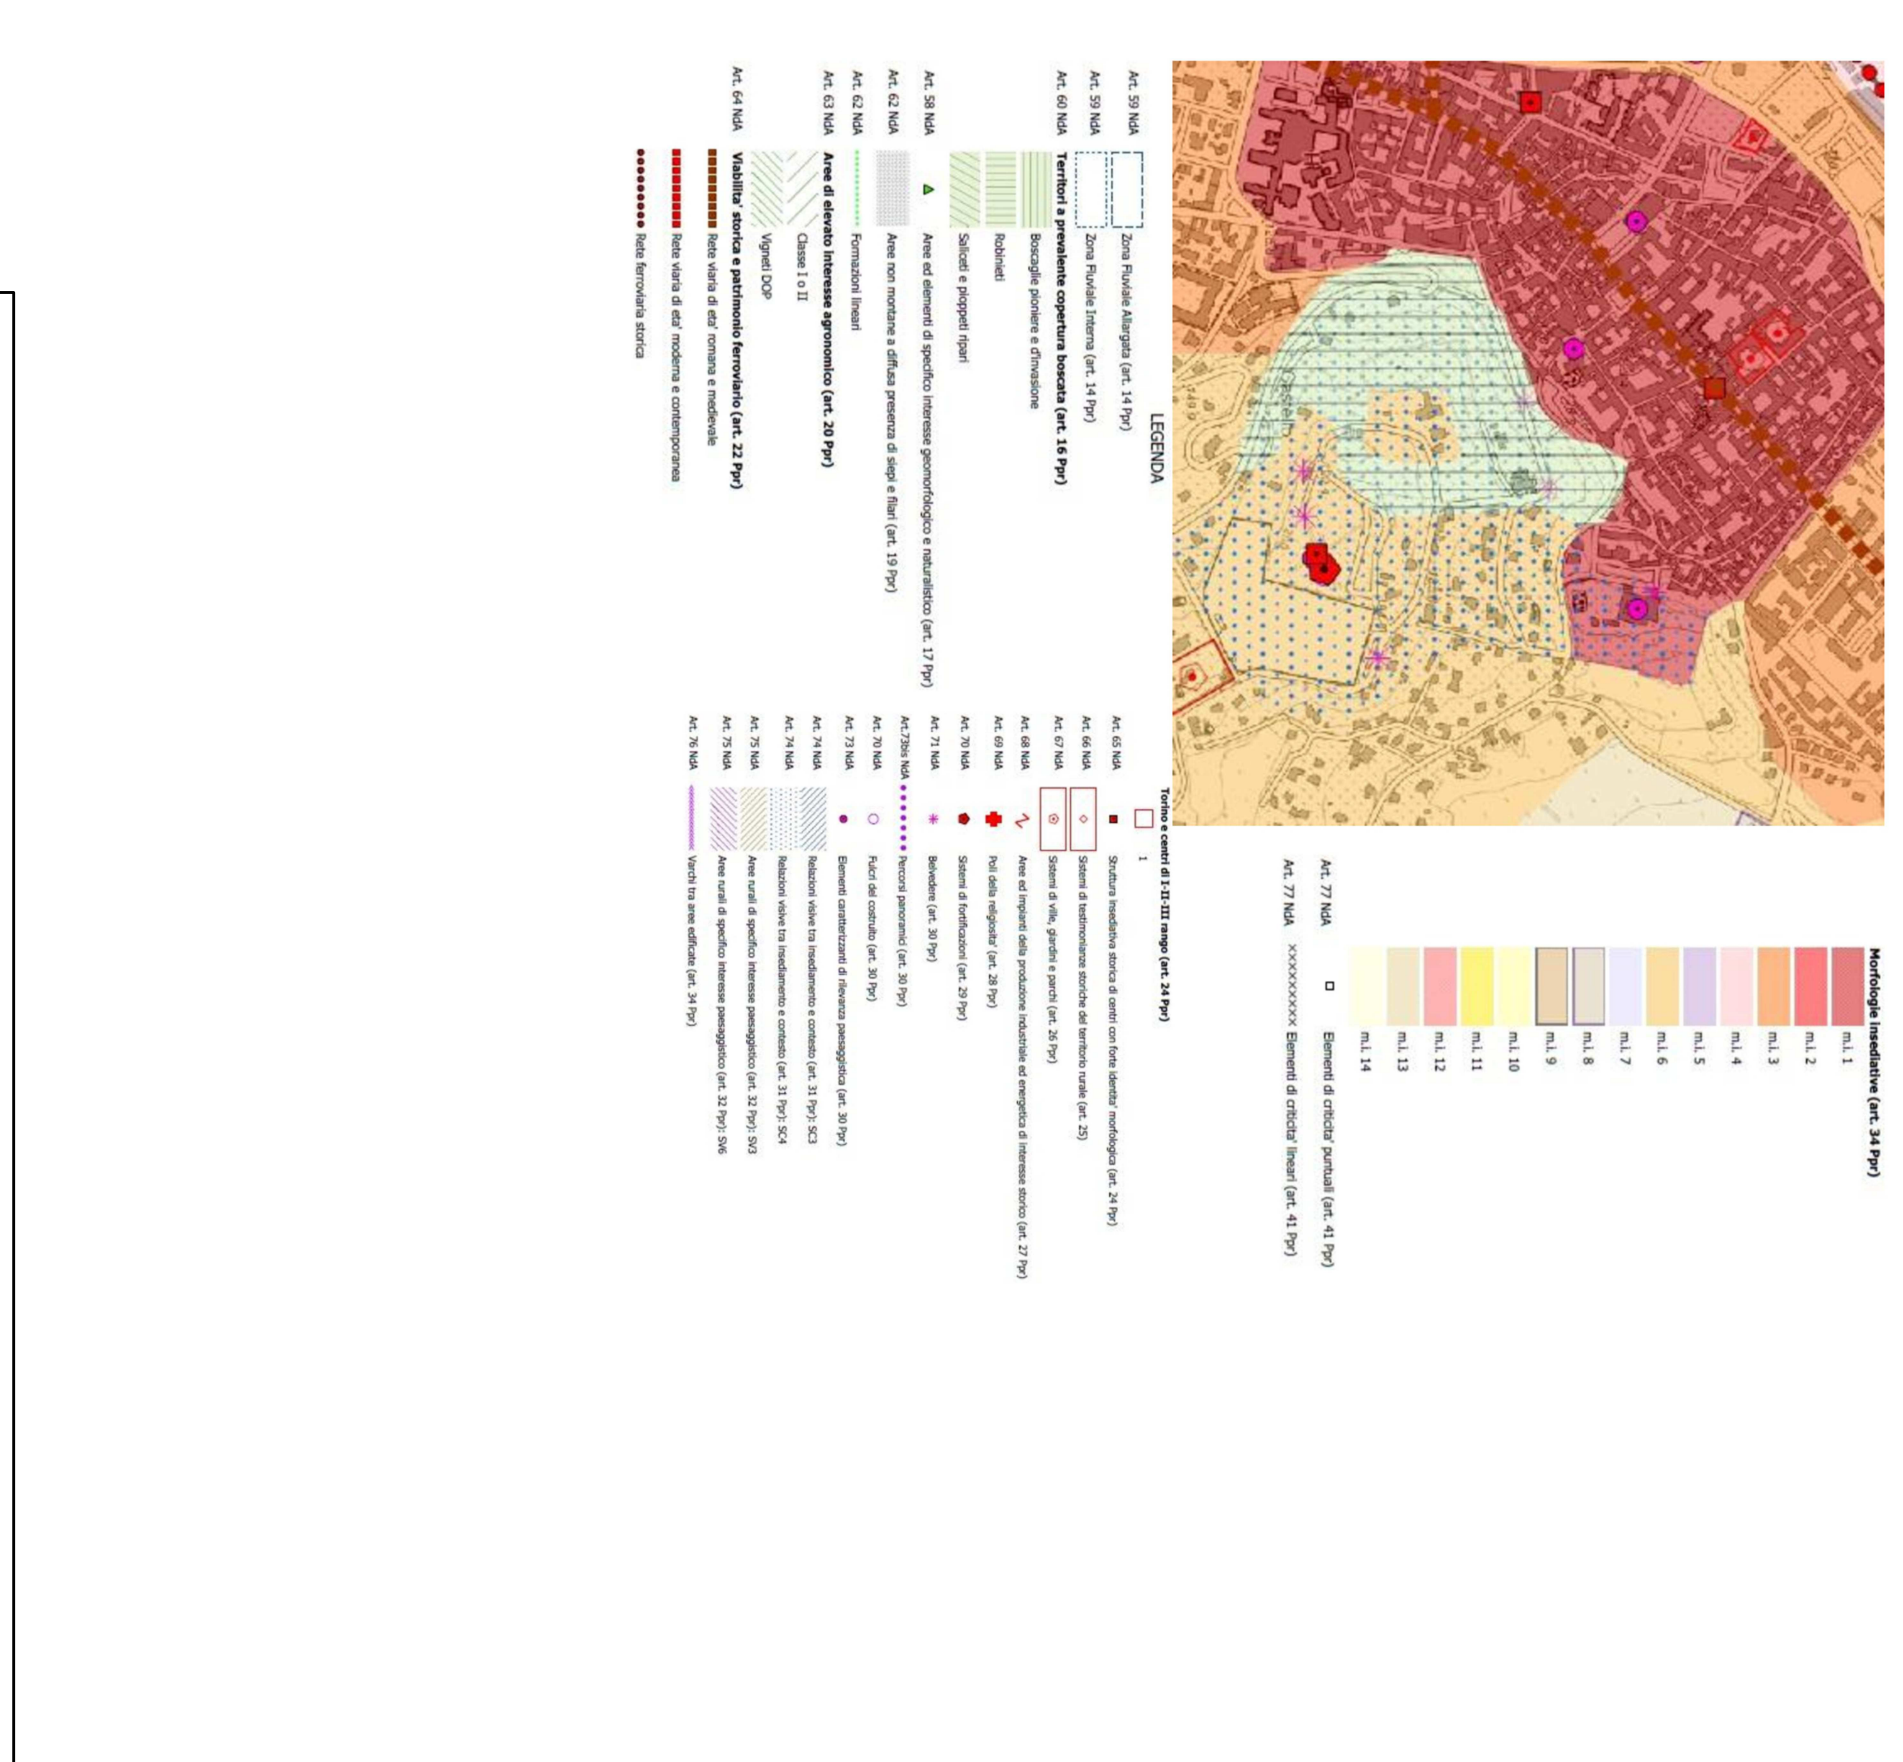 Castello
LEGENDA
Art. 59 NdA Zona Fluviale Allargata (art. 14 Ppr)
Art. 59 NdA Zona Fluviale Interna (art. 14 Ppr)
Art. 60 NdA Territori a prevalente copertura boscata (art. 16 Ppr)
Boscaglie pioniere e d'invasione
Robinieti
Saliceti e pioppeti ripari
Art. 58 NdA Aree ed elementi di specifico interesse geomorfologico e naturalistico (art. 17 Ppr)
Art. 62 NdA Aree non montane a diffusa presenza di siepi e filari (art. 19 Ppr)
Art. 62 NdA Formazioni lineari
Art. 63 NdA Aree di elevato interesse agronomico (art. 20 Ppr)
Classe I o II
Vigneti DOP
Art. 64 NdA Viabilita' storica e patrimonio ferroviario (art. 22 Ppr)
Rete viaria di eta' romana e medievale
Rete viaria di eta' moderna e contemporanea
Rete ferroviaria storica
Torino e centri di I-II-III rango (art. 24 Ppr)
1
Art. 65 NdA Struttura insediativa storica di centri con forte identita' morfologica (art. 24 Ppr)
Art. 66 NdA Sistemi di testimonianze storiche del territorio rurale (art. 25)
Art. 67 NdA Sistemi di ville, giardini e parchi (art. 26 Ppr)
Art. 68 NdA Aree ed impianti della produzione industriale ed energetica di interesse storico (art. 27 Ppr)
Art. 69 NdA Poli della religiosita' (art. 28 Ppr)
Art. 70 NdA Sistemi di fortificazioni (art. 29 Ppr)
Art. 71 NdA Belvedere (art. 30 Ppr)
Art.73bis NdA Percorsi panoramici (art. 30 Ppr)
Art. 70 NdA Fulcri del costruito (art. 30 Ppr)
Art. 73 NdA Elementi caratterizzanti di rilevanza paesaggistica (art. 30 Ppr)
Art. 74 NdA Relazioni visive tra insediamento e contesto (art. 31 Ppr): SC3
Art. 74 NdA Relazioni visive tra insediamento e contesto (art. 31 Ppr): SC4
Art. 75 NdA Aree rurali di specifico interesse paesaggistico (art. 32 Ppr): SV3
Art. 75 NdA Aree rurali di specifico interesse paesaggistico (art. 32 Ppr): SV6
Art. 76 NdA Varchi tra aree edificate (art. 34 Ppr)
Morfologie insediative (art. 34 Ppr)
m.i. 1
m.i. 2
m.i. 3
m.i. 4
m.i. 5
m.i. 6
m.i. 7
m.i. 8
m.i. 9
m.i. 10
m.i. 11
m.i. 12
m.i. 13
m.i. 14
Art. 77 NdA Elementi di criticita' puntuali (art. 41 Ppr)
Art. 77 NdA xxxxxxxxxx Elementi di criticita' lineari (art. 41 Ppr)